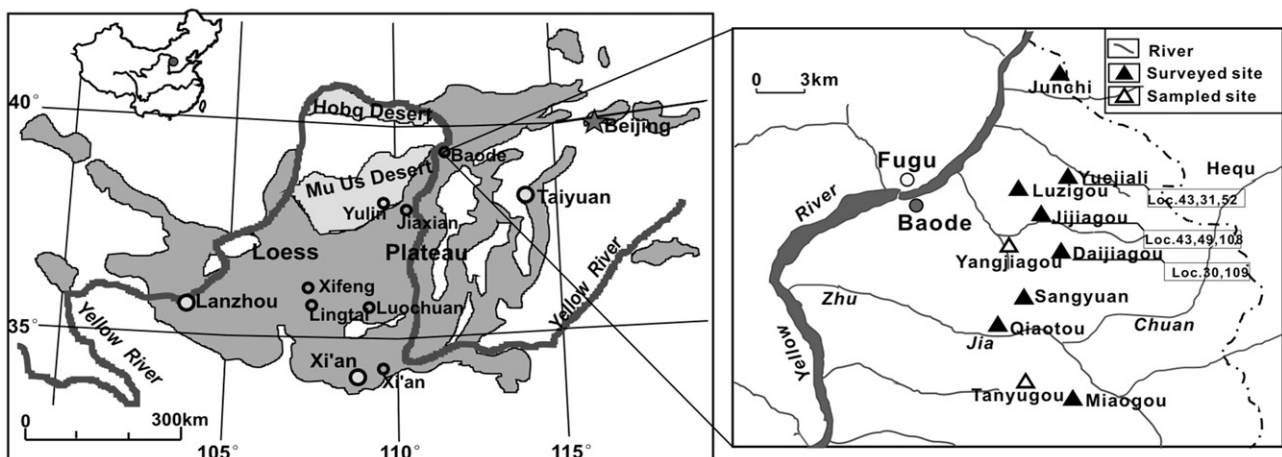 40°
Hobq Desert
Beijing
Baode
Mu Us Desert
Yulin
Jiaxian
Taiyuan
Loess
Plateau
Xifeng
Lanzhou
Lingtai
Luochuan
Yellow River
35°
Yellow River
Xi'an
Xi'an
0
300km
105°
110°
115°
River
Surveyed site
Sampled site
0
3km
Junchi
Fugu
Hequ
Yuejiali
Luzigou
Loc.43,31,52
River
Baode
Jijiagou
Loc.43,49,108
Yangjiagou
Daijiagou
Loc.30,109
Zhu
Sangyuan
Qiaotou
Chuan
Jia
Yellow
Tanyugou
Miaogou